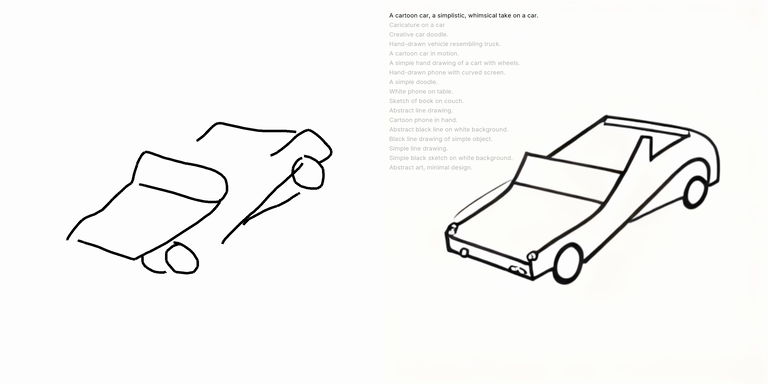 A cartoon car, a simplistic, whimsical take on a car.
Caricature on a car
Creative car doodle.
Hand-drawn vehicle resembling trusk.
A cartoon car in motion.
A simple hand drawing of a cart with wheels.
Hand-drawn phone with curved screen.
A simple doodle.
White phone on table.
Sketch of book on couch.
Abstract line drawing.
Cartoon phone in hand.
Abstract black line on white background.
Black line drawing of simple object.
Simple line drawing.
Simple black sketch on white background.
Abstract art, minimal design.